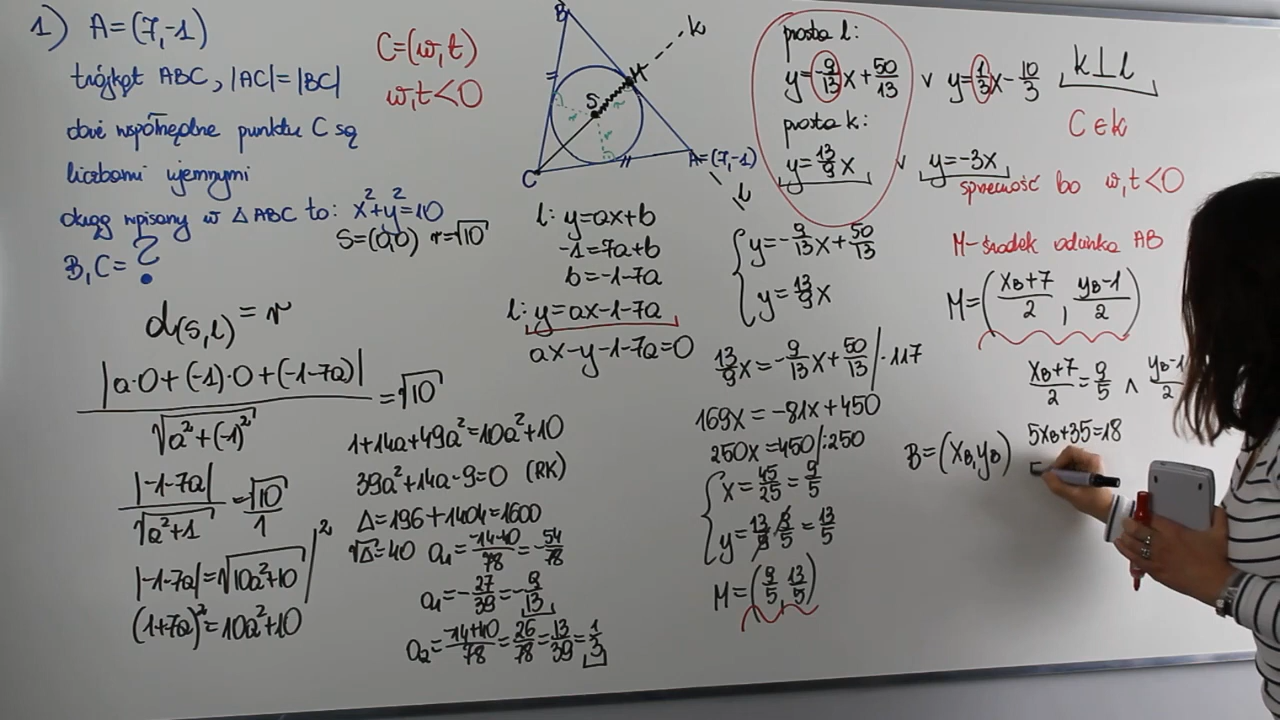 1) A=(7,-1)
trójkąt ABC, |AC|=|BC|
dwie współrzędne punktu C są
liczbami ujemnymi
okrąg wpisany w ΔABC to: x²+y²=10
S=(0,0) r=√10
B,C=?
C=(w,t)
w,t<0
B
k
M
S
r
r
r
C
A=(7,-1)
l
prosta l:
y=-9/13x+50/13 v y=1/3x-10/3
prosta k:
y=13/9x v y=-3x
k⊥l
C∈k
sprzeczność bo w,t<0
d(S,l)=r
|a·0+(-1)·0+(-1-7a)|/√(a²+(-1)²)=√10
|-1-7a|/√(a²+1)=√10/1
|-1-7a|=√(10a²+10) |²
(1+7a)²=10a²+10
1+14a+49a²=10a²+10
39a²+14a-9=0 (RK)
Δ=196+1404=1600
√Δ=40 a₁=(-14-40)/78=-54/78
a₁=-27/39=-9/13
a₂=(-14+40)/78=26/78=13/39=1/3
l: y=ax+b
-1=7a+b
b=-1-7a
l: y=ax-1-7a
ax-y-1-7a=0
{y=-9/13x+50/13
y=13/9x
13/9x=-9/13x+50/13 |·117
169x=-81x+450
250x=450 |:250
{x=45/25=9/5
y=13/9·9/5=13/5
M=(9/5,13/5)
M-środek odcinka AB
M=((xB+7)/2, (yB-1)/2)
(xB+7)/2=9/5 ∧ (yB-1)/2
B=(xB,yB)
5xB+35=18
5